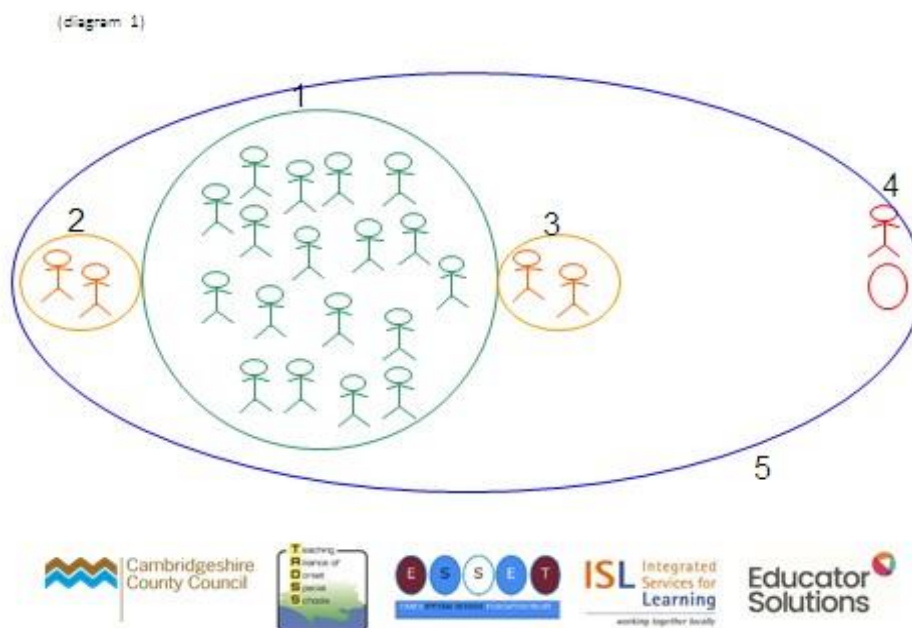 (diagram 1)
1
2
3
4
5
Cambridgeshire
County Council
Teaching
Alliance of
Dorset
Special
Schools
E S S E T
ISL Integrated
Services for
Learning
working together locally
Educator
Solutions